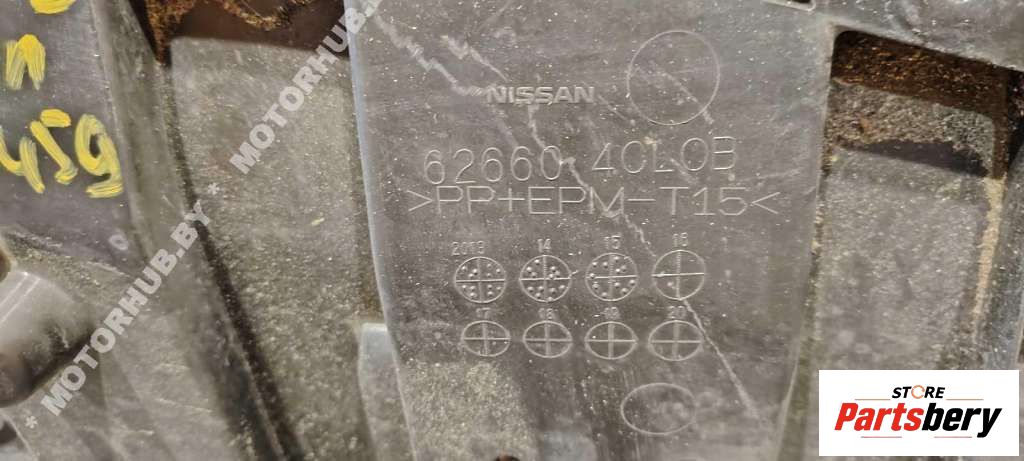 п
459
* MOTORHUB.BY * MOTORHUB.BY
NISSAN
62660 4CL0B
>PP+EPM-T15<
2013 14 15 16
17 18 19 20
STORE
Partsbery